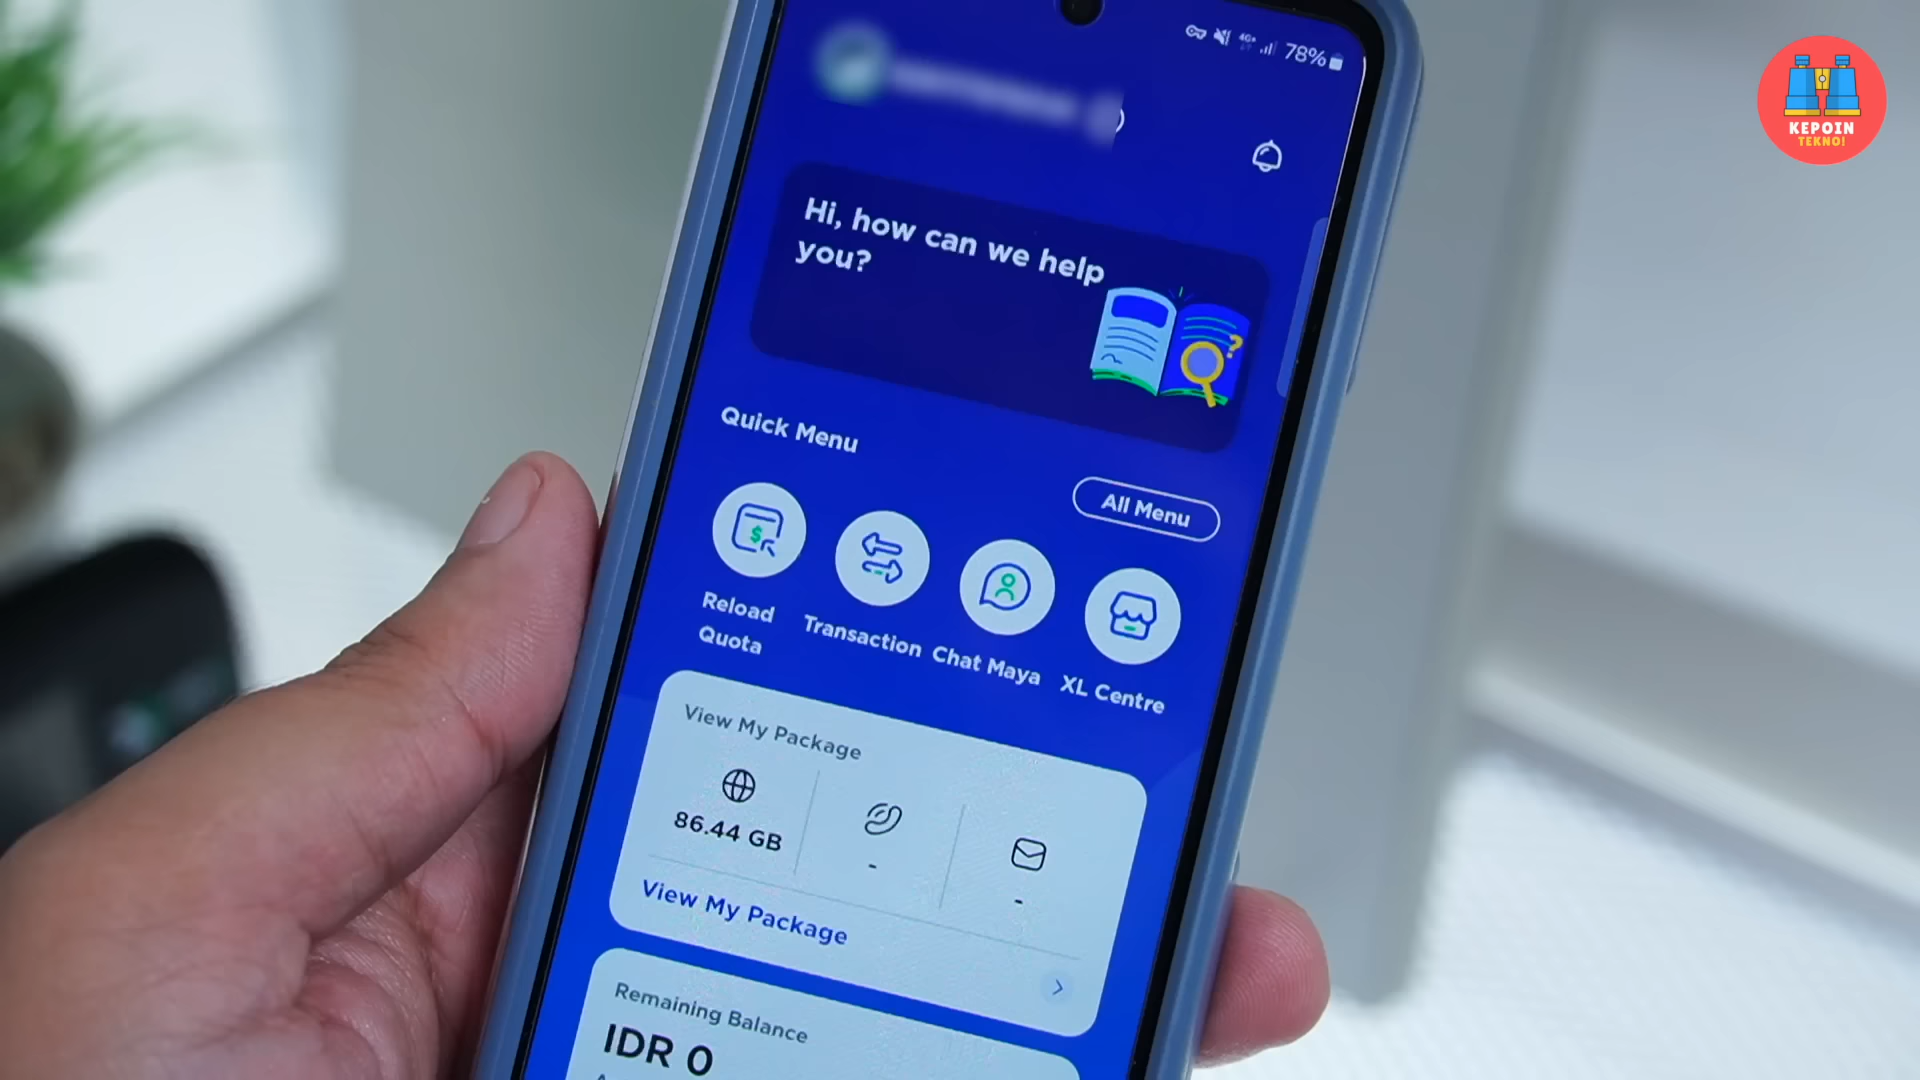 4G+
78%
KEPOIN
TEKNO!
Hi, how can we help
you?
?
Quick Menu
All Menu
$
Reload
Quota
Transaction
Chat Maya
XL Centre
View My Package
86.44 GB
-
-
View My Package
>
Remaining Balance
IDR 0